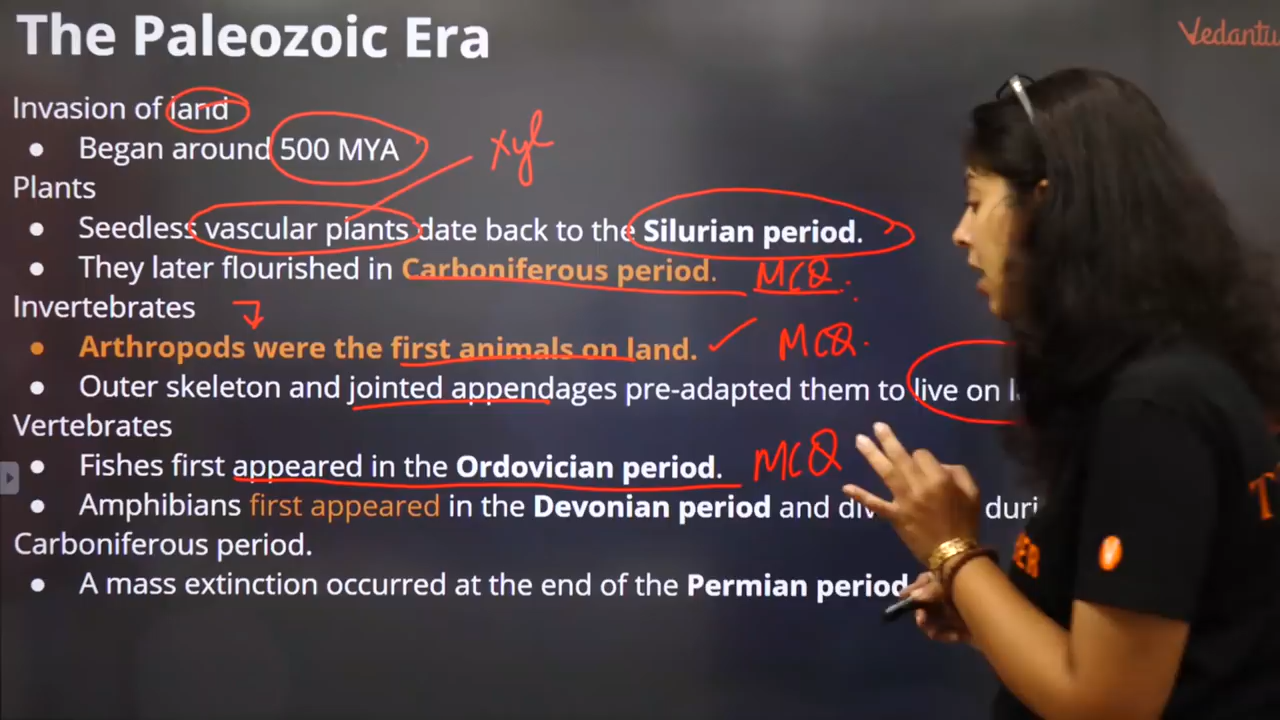 The Paleozoic Era
Vedantu
Invasion of land
Began around 500 MYA
xyl
Plants
Seedless vascular plants date back to the Silurian period.
They later flourished in Carboniferous period. MCQ.
Invertebrates
Arthropods were the first animals on land. MCQ.
Outer skeleton and jointed appendages pre-adapted them to live on
Vertebrates
Fishes first appeared in the Ordovician period. MCQ
Amphibians first appeared in the Devonian period and
Carboniferous period.
A mass extinction occurred at the end of the Permian period